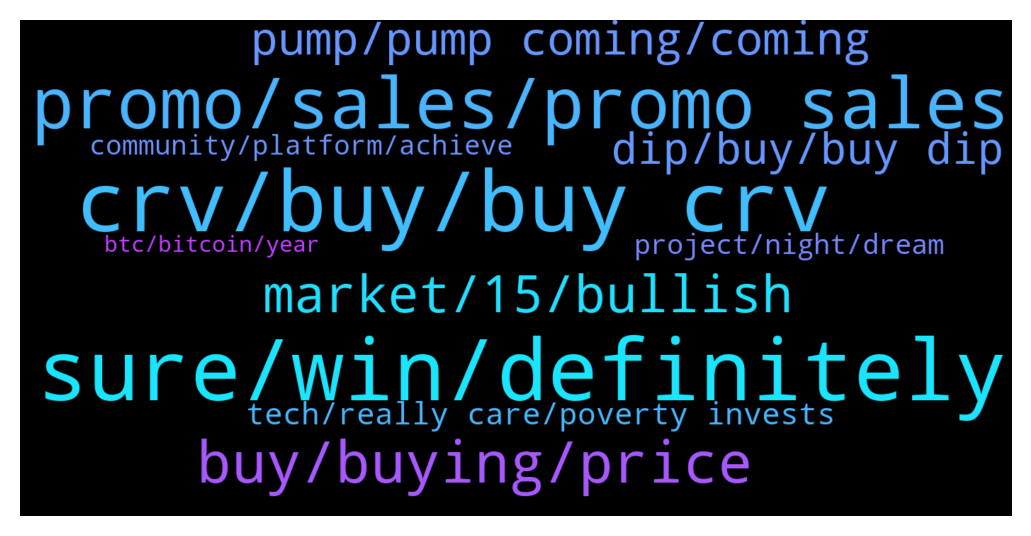 pump/pump coming/coming
promo/sales/promo sales
community/platform/achieve
dip/buy/buy dip
crv/buy/buy crv
btc/bitcoin/year
project/night/dream
market/15/bullish
sure/win/definitely
tech/really care/poverty invests
buy/buying/price